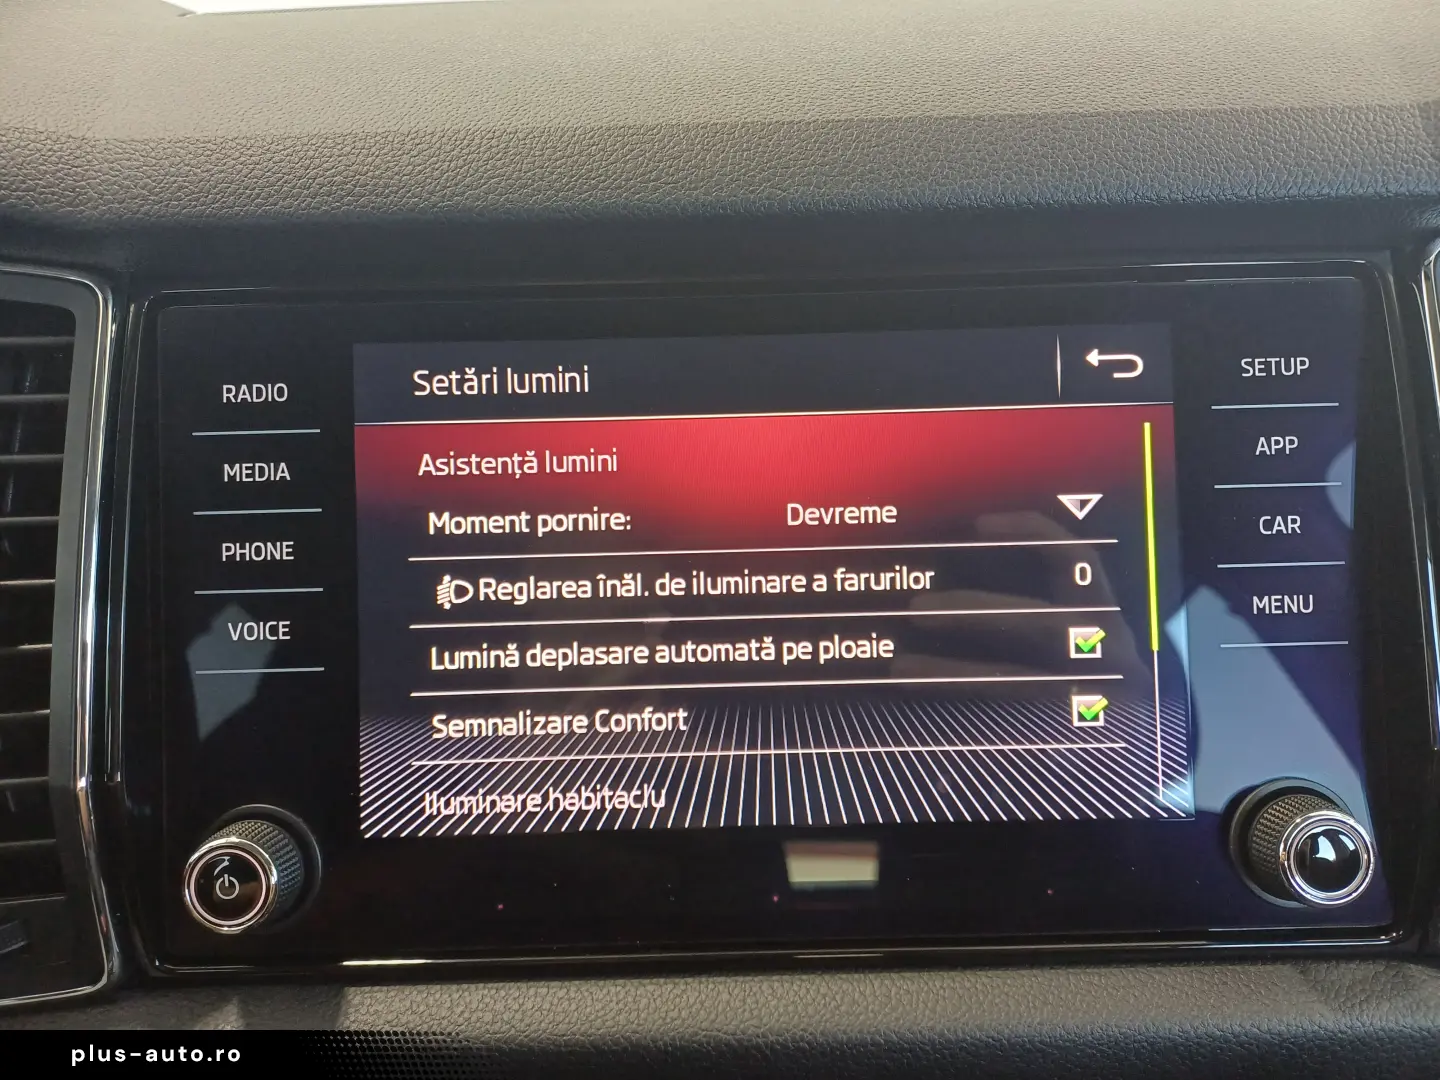 Setări lumini
RADIO
MEDIA
PHONE
VOICE
Asistență lumini
Moment pornire: Devreme
Reglarea înăl. de iluminare a farurilor 0
Lumină deplasare automată pe ploaie
Semnalizare Confort
Iluminare habitaclu
SETUP
APP
CAR
MENU
plus-auto.ro